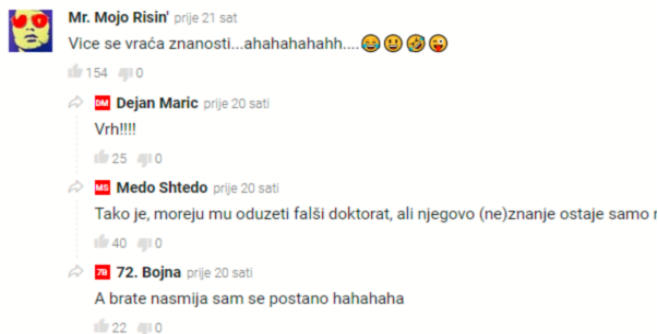 Mr. Mojo Risin' prije 21 sat
Vice se vraća znanosti...ahahahahahh....😂😃🤣😜
154 0
DM Dejan Maric prije 20 sati
Vrh!!!!
25 0
MS Medo Shtedo prije 20 sati
Tako je, moreju mu oduzeti falši doktorat, ali njegovo (ne)znanje ostaje samo
40 0
7B 72. Bojna prije 20 sati
A brate nasmija sam se postano hahahaha
22 0